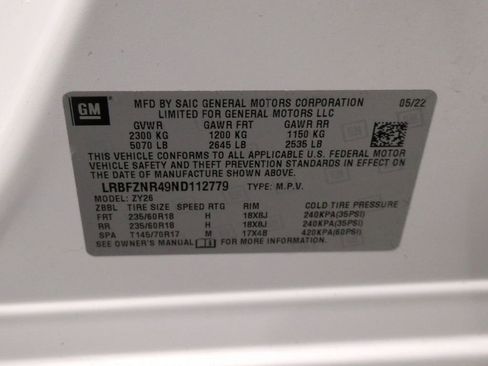 GM
MFD BY SAIC GENERAL MOTORS CORPORATION 05/22
LIMITED FOR GENERAL MOTORS LLC
GVWR GAWR FRT GAWR RR
2300 KG 1200 KG 1150 KG
5070 LB 2645 LB 2535 LB
THIS VEHICLE CONFORMS TO ALL APPLICABLE U.S. FEDERAL MOTOR
VEHICLE SAFETY AND THEFT PREVENTION STANDARDS IN EFFECT ON
THE DATE OF MANUFACTURE SHOWN ABOVE.
LRBFZNR49ND112779 TYPE: M.P.V.
MODEL: ZY26
ZBBL TIRE SIZE SPEED RTG RIM COLD TIRE PRESSURE
FRT 235/60R18 H 18X8J 240KPA(35PSI)
RR 235/60R18 H 18X8J 240KPA(35PSI)
SPA T145/70R17 M 17X4B 420KPA(60PSI)
SEE OWNER'S MANUAL FOR MORE INFORMATION.